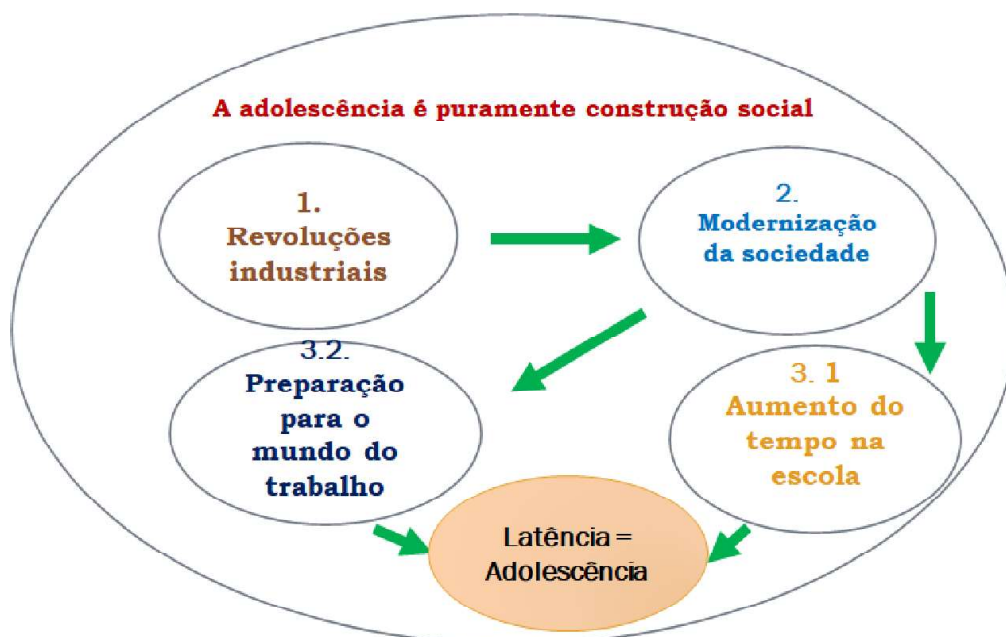 A adolescência é puramente construção social
1.
Revoluções
industriais
2.
Modernização
da sociedade
3.2.
Preparação
para o
mundo do
trabalho
3. 1
Aumento do
tempo na
escola
Latência =
Adolescência